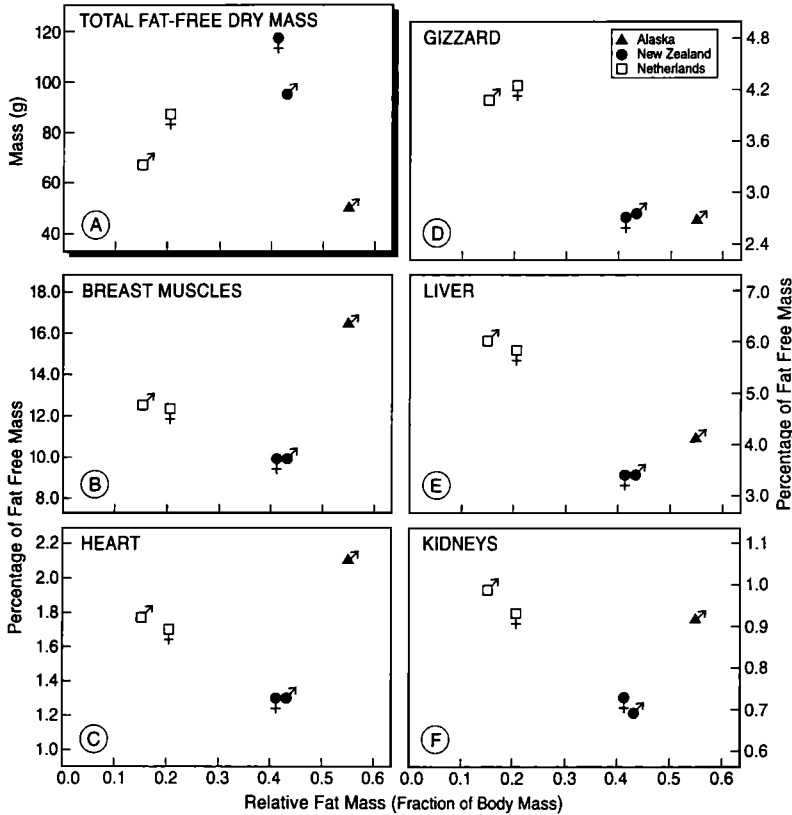 TOTAL FAT-FREE DRY MASS
Mass (g)
120
100
80
60
40
A
GIZZARD
▲ Alaska
● New Zealand
□ Netherlands
4.8
4.2
3.6
3.0
2.4
D
BREAST MUSCLES
18.0
16.0
14.0
12.0
10.0
8.0
B
LIVER
7.0
6.0
5.0
4.0
3.0
E
Percentage of Fat Free Mass
Percentage of Fat Free Mass
HEART
2.2
2.0
1.8
1.6
1.4
1.2
1.0
C
KIDNEYS
1.1
1.0
0.9
0.8
0.7
0.6
F
0.0 0.1 0.2 0.3 0.4 0.5 0.6
0.0 0.1 0.2 0.3 0.4 0.5 0.6
Relative Fat Mass (Fraction of Body Mass)